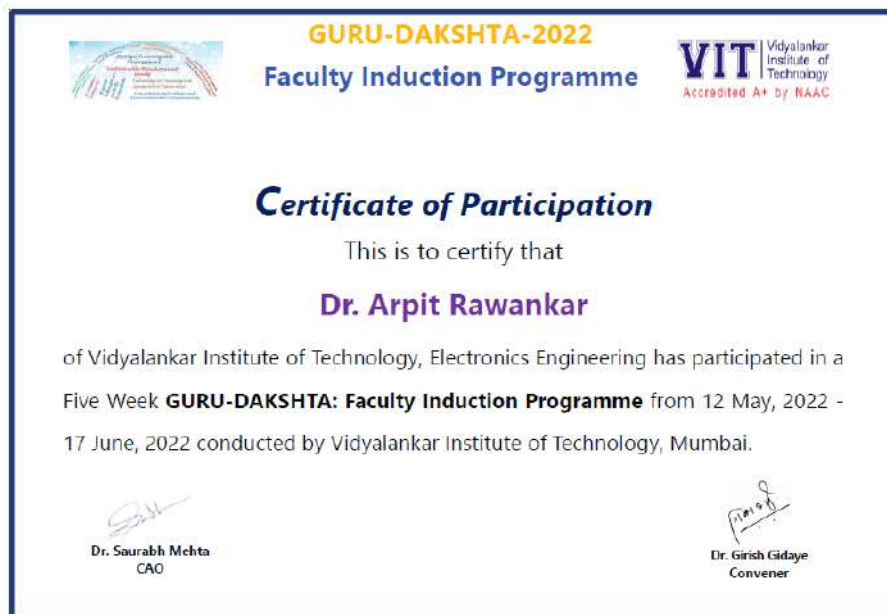 GURU-DAKSHTA-2022
Faculty Induction Programme
VIT
Vidyalankar
Institute of
Technology
Accredited A+ by NAAC
Certificate of Participation
This is to certify that
Dr. Arpit Rawankar
of Vidyalankar Institute of Technology, Electronics Engineering has participated in a
Five Week GURU-DAKSHTA: Faculty Induction Programme from 12 May, 2022 -
17 June, 2022 conducted by Vidyalankar Institute of Technology, Mumbai.
Dr. Saurabh Mehta
CAO
Dr. Girish Gidaye
Convener